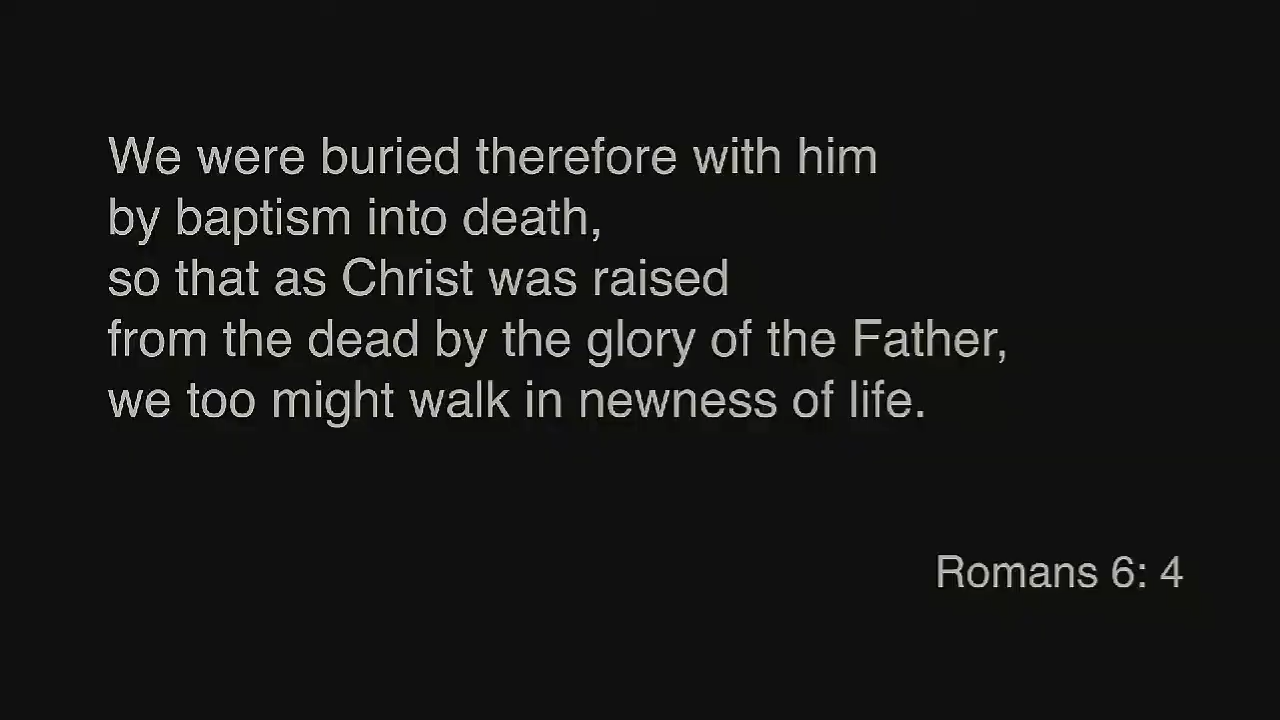 We were buried therefore with him
by baptism into death,
so that as Christ was raised
from the dead by the glory of the Father,
we too might walk in newness of life.
Romans 6: 4